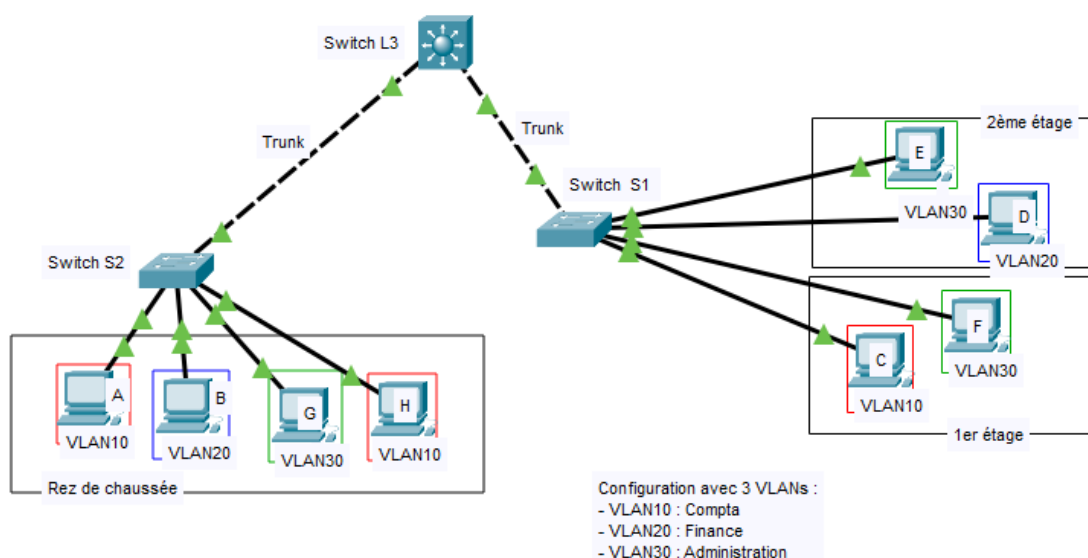 Switch L3
Trunk
Trunk
2ème étage
E
VLAN30
D
VLAN20
Switch S1
Switch S2
F
VLAN30
C
VLAN10
1er étage
A
VLAN10
B
VLAN20
G
VLAN30
H
VLAN10
Rez de chaussée
Configuration avec 3 VLANs :
- VLAN10 : Compta
- VLAN20 : Finance
- VLAN30 : Administration